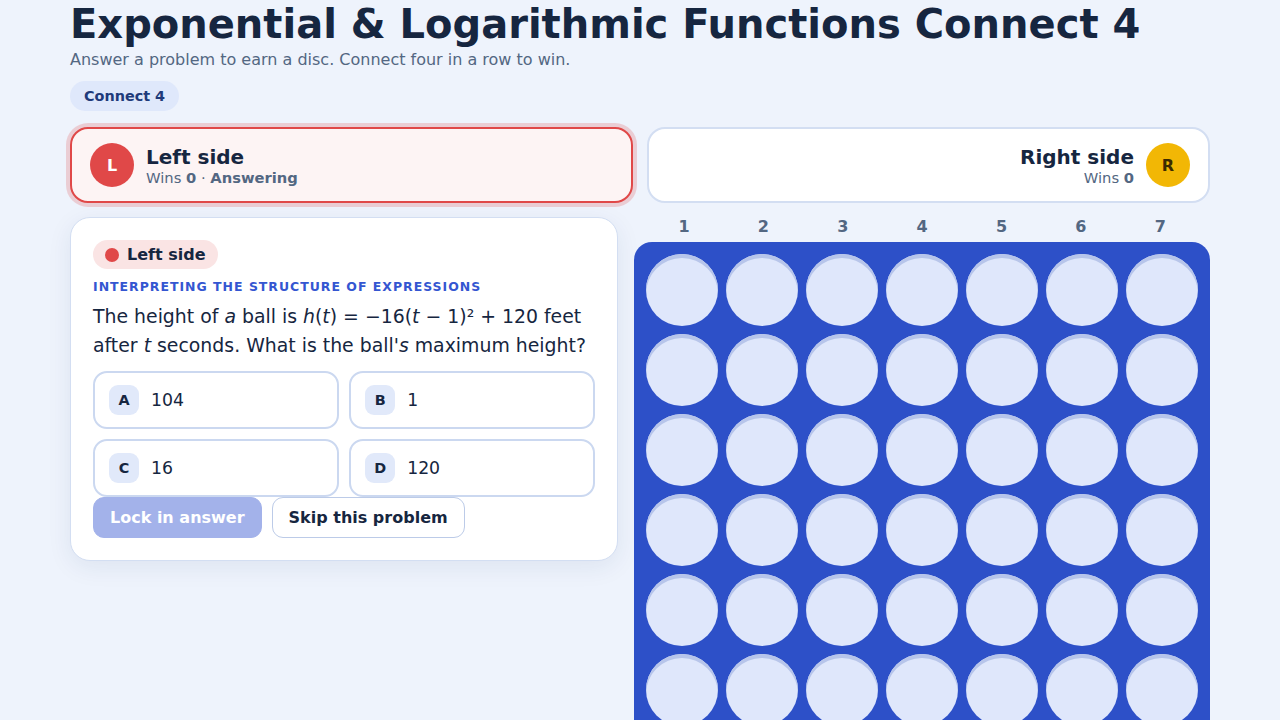 Exponential & Logarithmic Functions Connect 4
Answer a problem to earn a disc. Connect four in a row to win.
Connect 4
L
Left side
Wins 0 · Answering
Right side
Wins 0
R
Left side
INTERPRETING THE STRUCTURE OF EXPRESSIONS
The height of a ball is h(t) = −16(t − 1)² + 120 feet
after t seconds. What is the ball's maximum height?
A 104
B 1
C 16
D 120
Lock in answer
Skip this problem
1 2 3 4 5 6 7